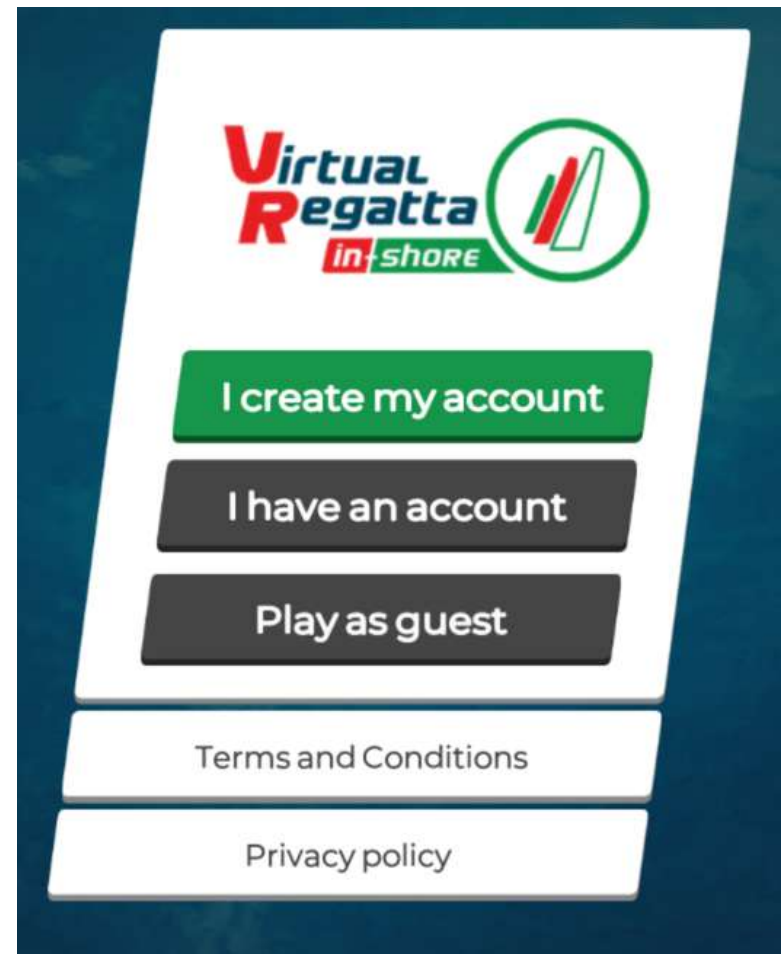 Virtual
Regatta
in-shore
I create my account
I have an account
Play as guest
Terms and Conditions
Privacy policy